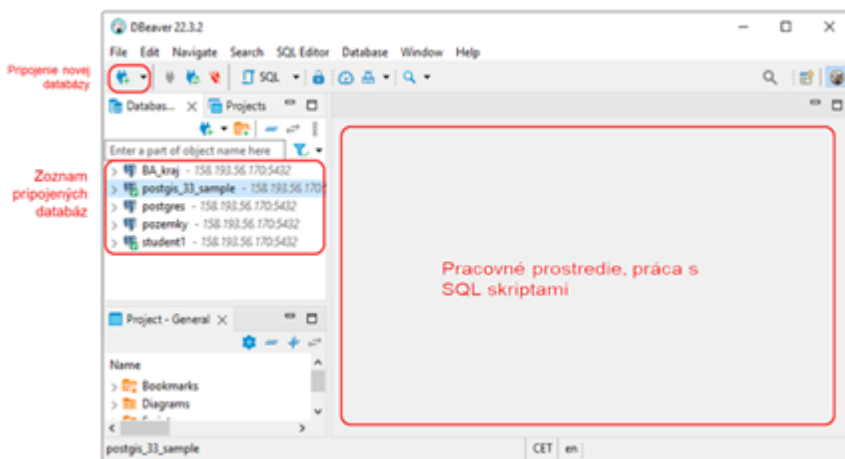 DBeaver 22.3.2
File Edit Navigate Search SQL Editor Database Window Help
Pripojenie novej
databázy
SQL
Databas...
Projects
Enter a part of object name here
Zoznam
pripojených
databáz
BA_kraj - 158.193.56.170:5432
postgis_33_sample - 158.193.56.170:5
postgres - 158.193.56.170:5432
pozemky - 158.193.56.170:5432
student1 - 158.193.56.170:5432
Pracovné prostredie, práca s
SQL skriptami
Project - General
Name
Bookmarks
Diagrams
postgis_33_sample
CET en